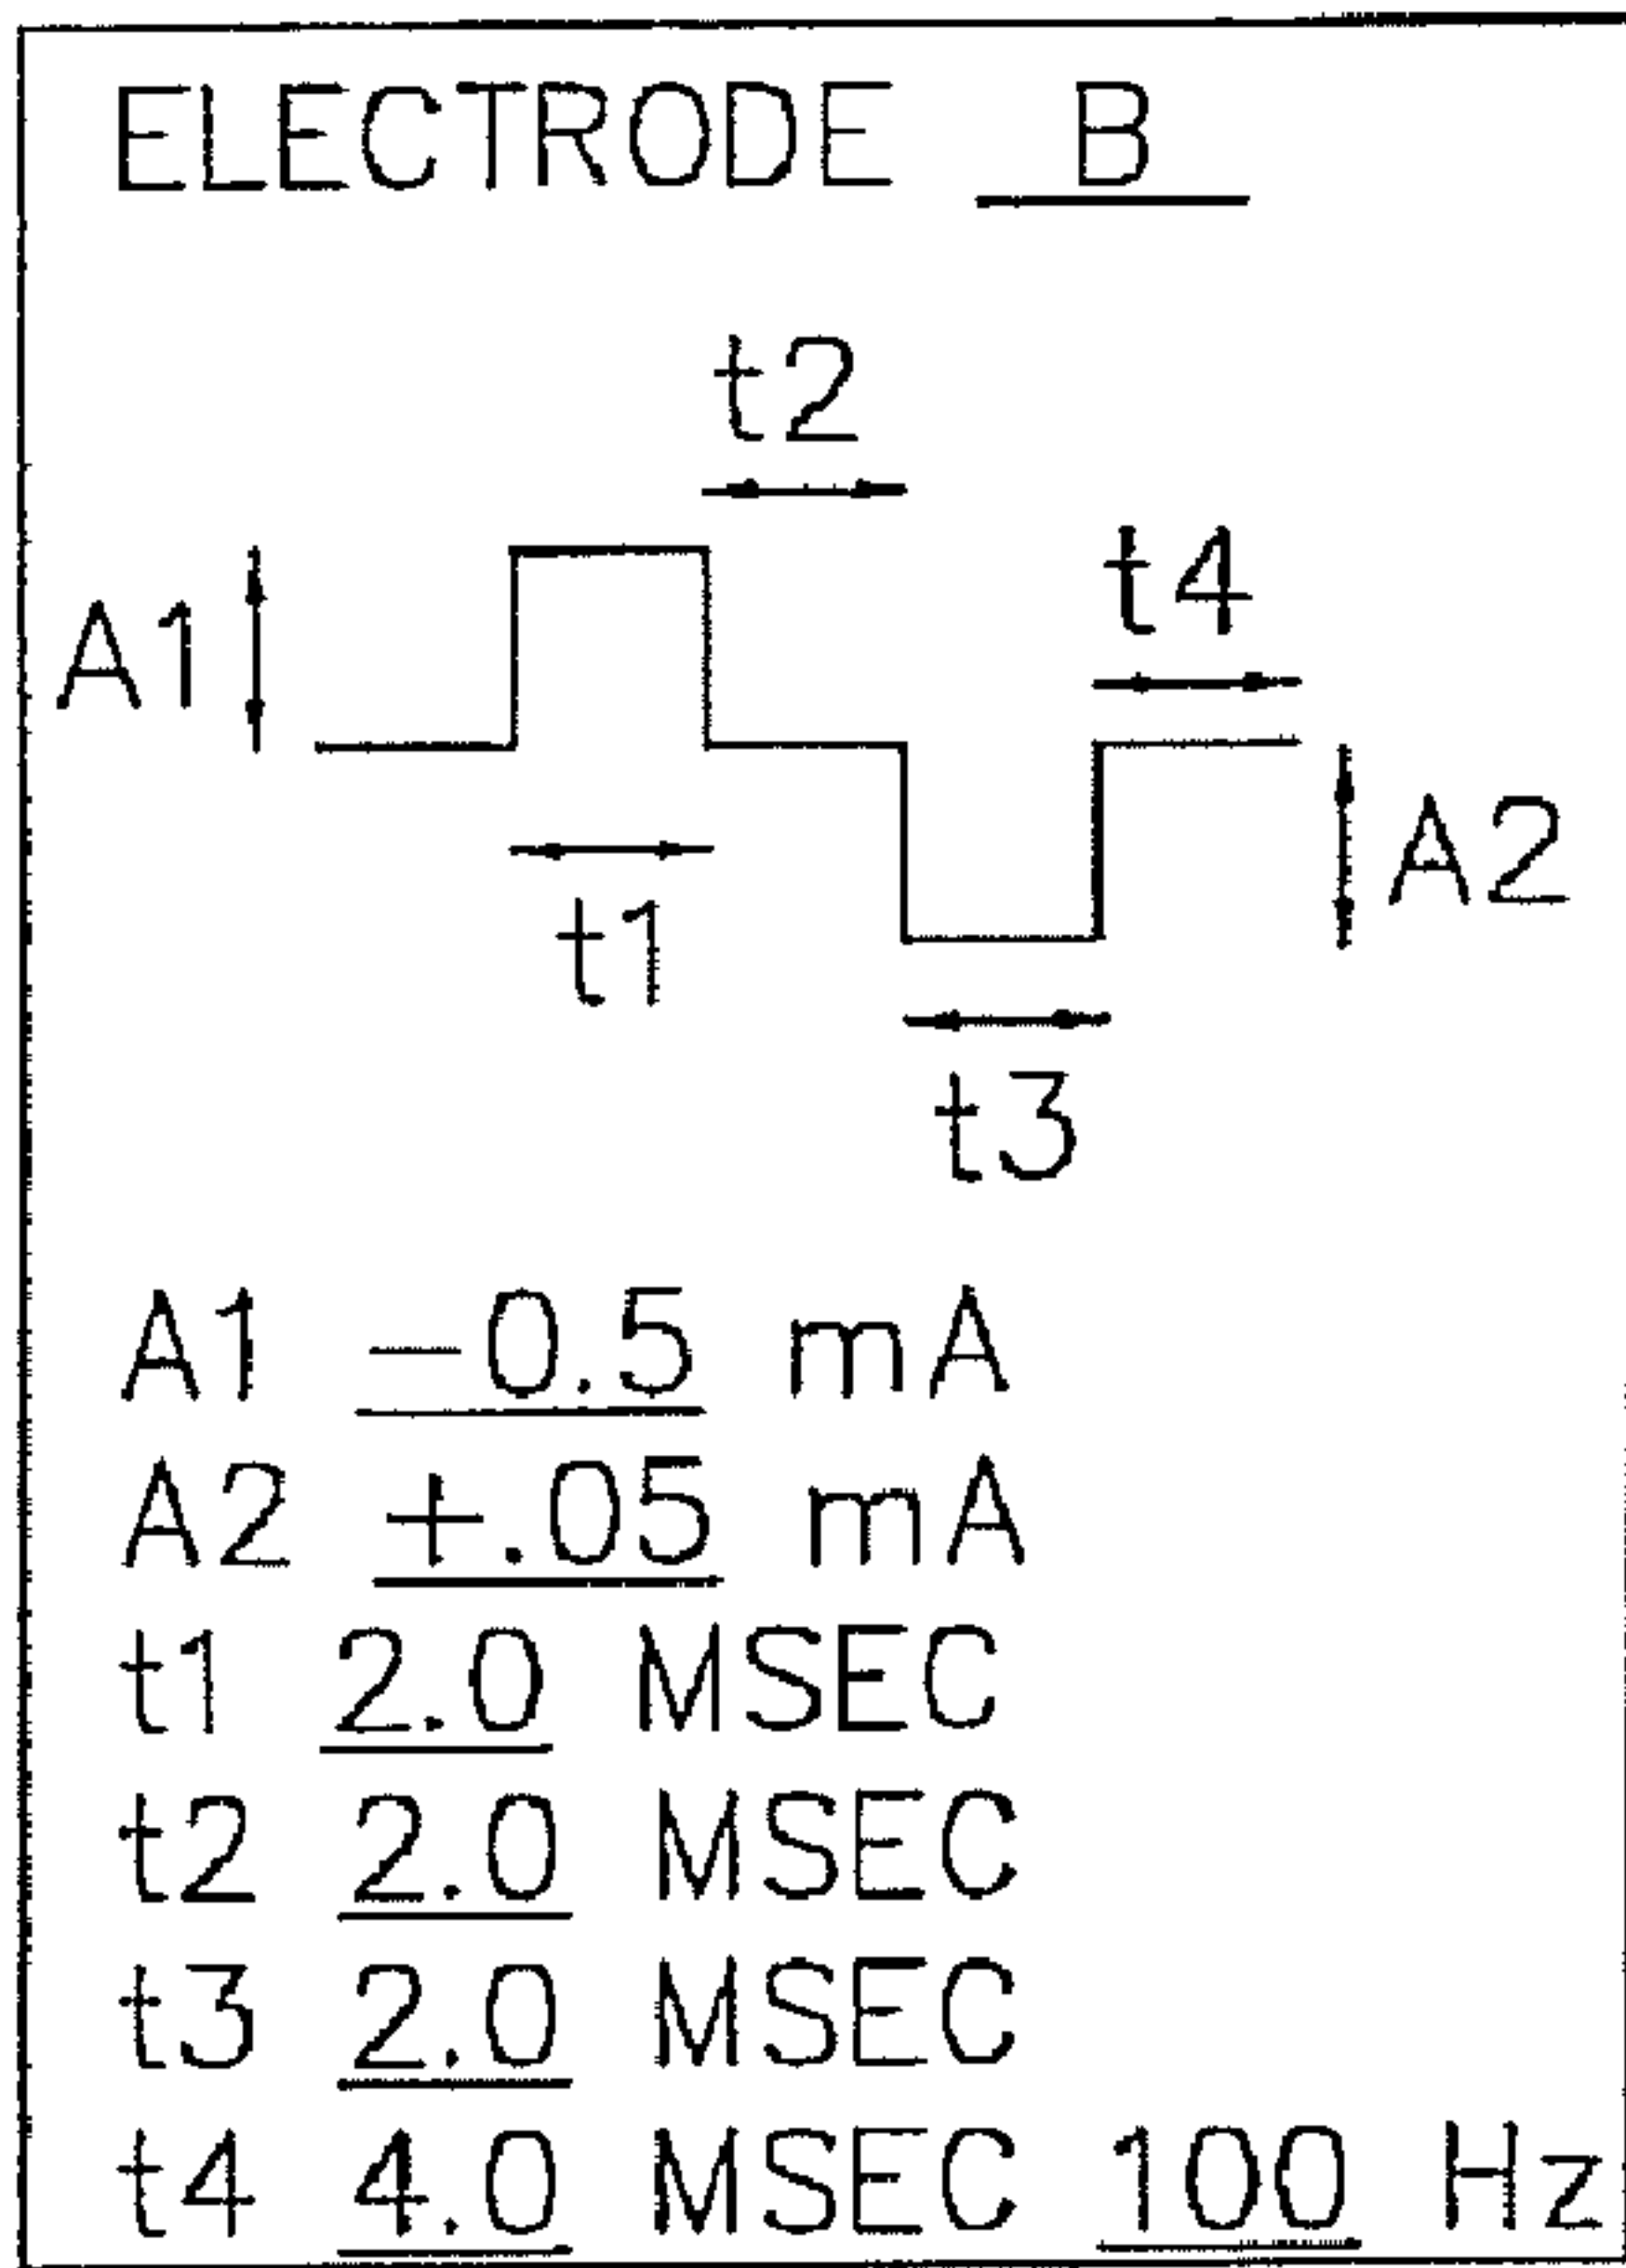 ELECTRODE B
t2
t4
A1
A2
t1
t3
A1 -0.5 mA
A2 +.05 mA
t1 2.0 MSEC
t2 2.0 MSEC
t3 2.0 MSEC
t4 4.0 MSEC 100 Hz